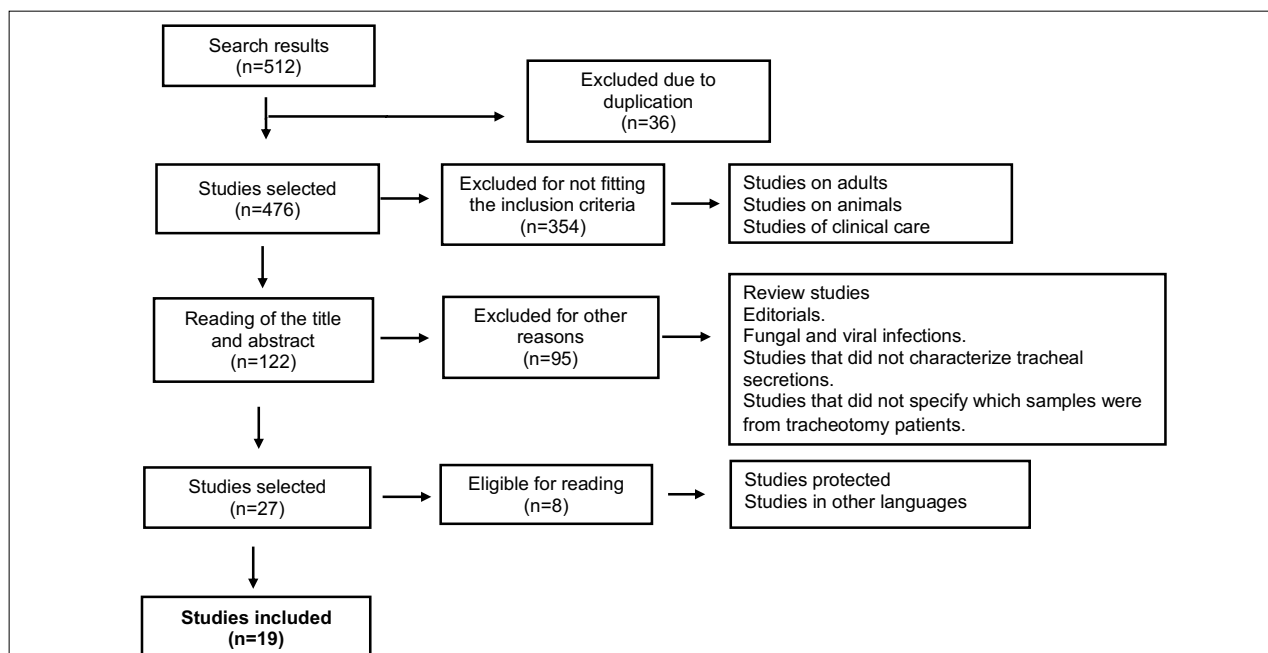 Search results
(n=512)
Excluded due to
duplication
(n=36)
Studies selected
(n=476)
Excluded for not fitting
the inclusion criteria
(n=354)
Studies on adults
Studies on animals
Studies of clinical care
Reading of the title
and abstract
(n=122)
Excluded for other
reasons
(n=95)
Review studies
Editorials.
Fungal and viral infections.
Studies that did not characterize tracheal
secretions.
Studies that did not specify which samples were
from tracheotomy patients.
Studies selected
(n=27)
Eligible for reading
(n=8)
Studies protected
Studies in other languages
Studies included
(n=19)